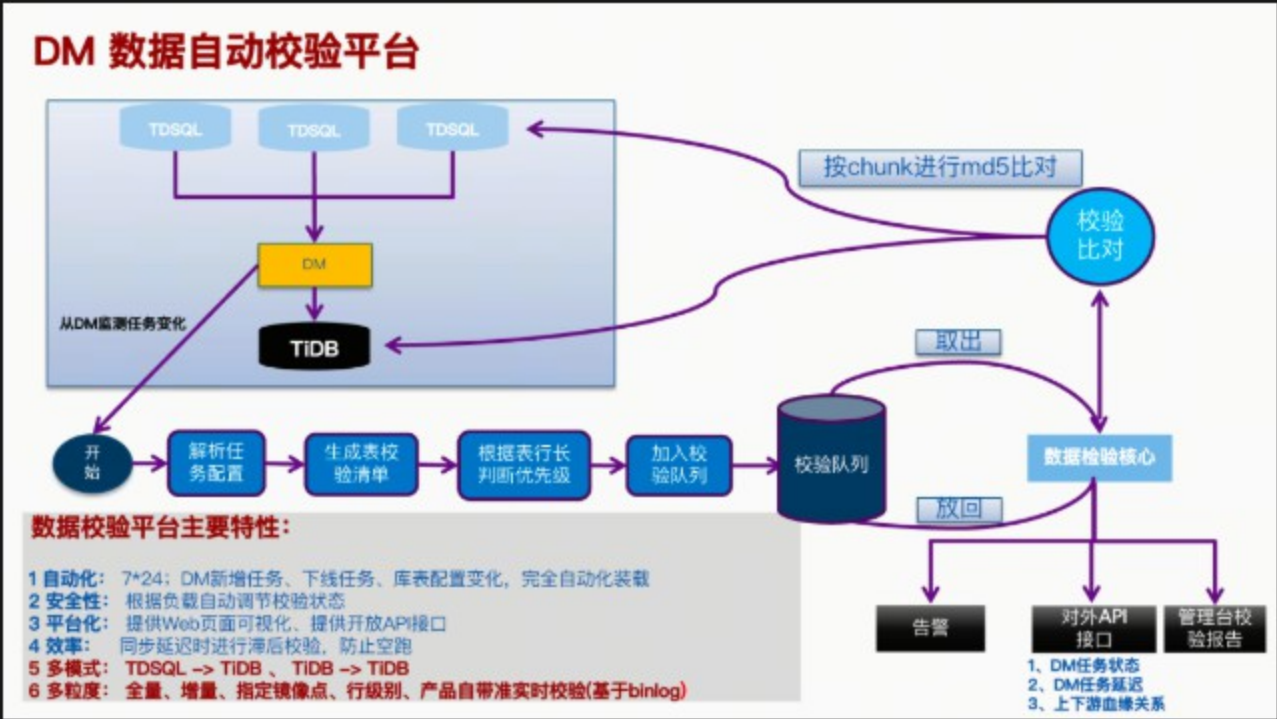 DM 数据自动校验平台
TDSQL
TDSQL
TDSQL
按chunk进行md5比对
校验
比对
DM
从DM监测任务变化
TiDB
取出
开
始
解析任
务配置
生成表校
验清单
根据表行长
判断优先级
加入校
验队列
校验队列
数据检验核心
放回
数据校验平台主要特性：
1 自动化： 7*24：DM新增任务、下线任务、库表配置变化，完全自动化装载
2 安全性： 根据负载自动调节校验状态
3 平台化： 提供Web页面可视化、提供开放API接口
4 效率： 同步延迟时进行滞后校验，防止空跑
5 多模式： TDSQL –> TiDB 、 TiDB –> TiDB
6 多粒度： 全量、增量、指定镜像点、行级别、产品自带准实时校验(基于binlog)
告警
对外API
接口
管理台校
验报告
1、DM任务状态
2、DM任务延迟
3、上下游血缘关系